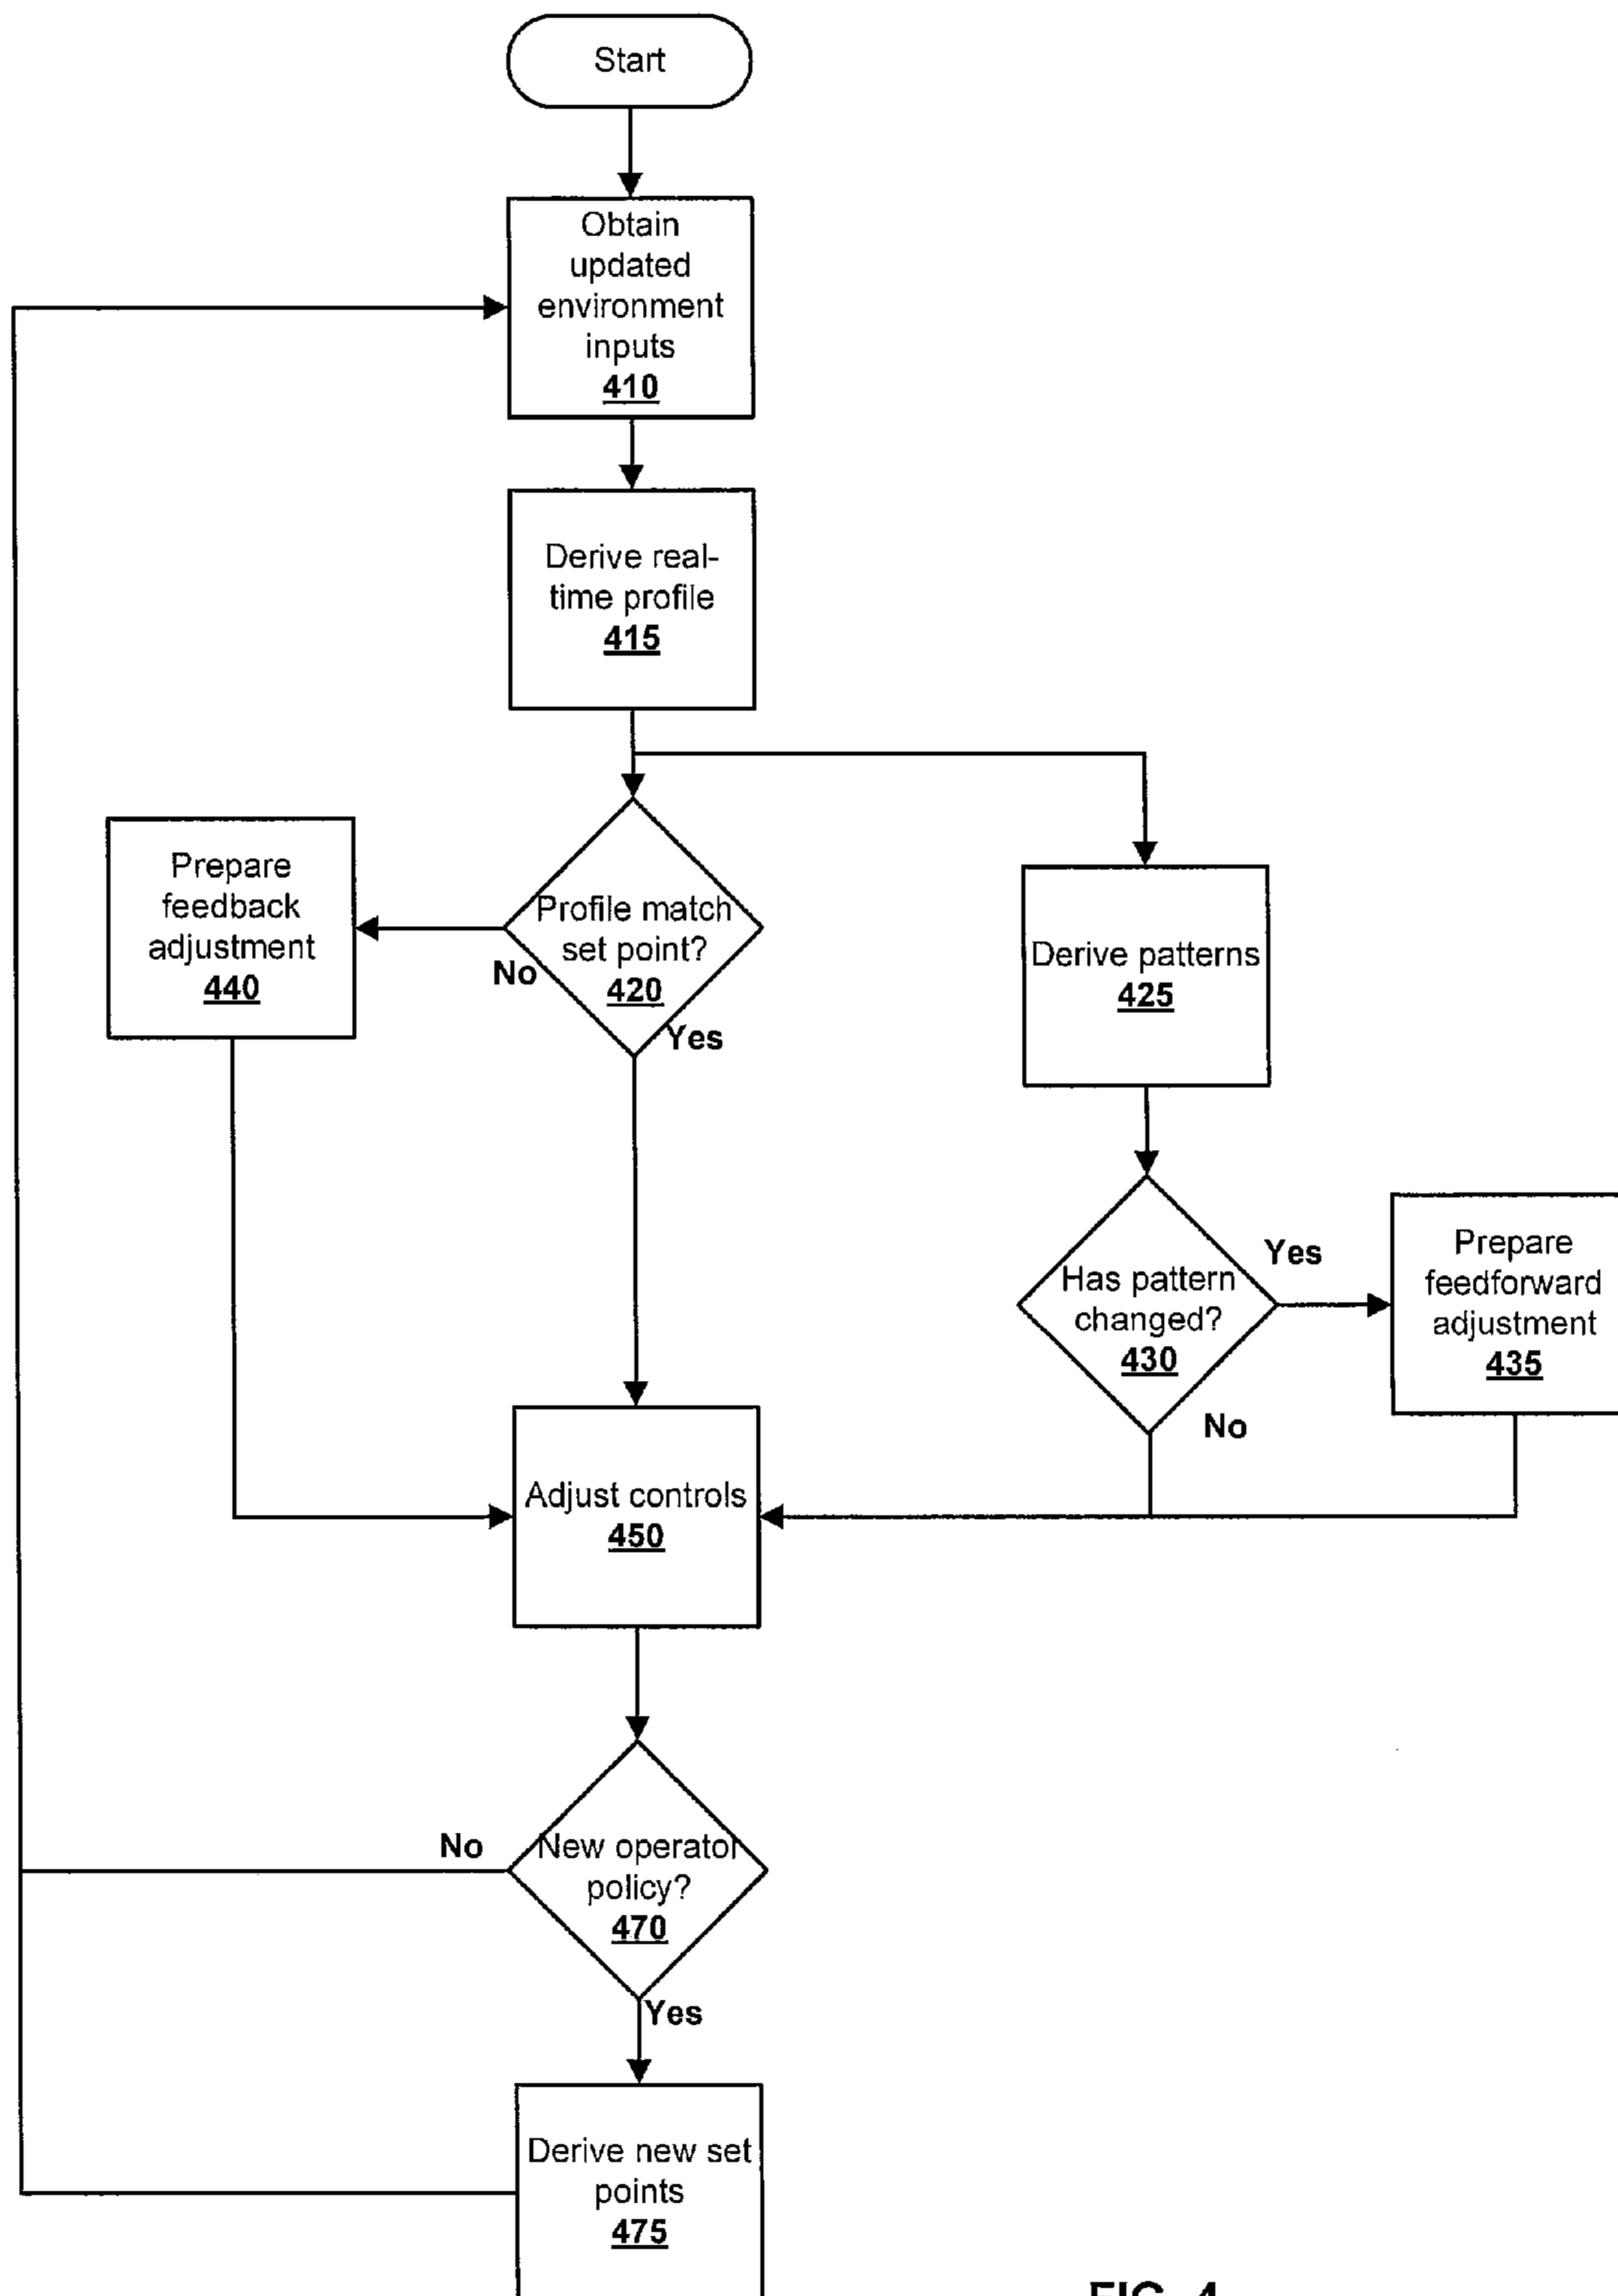 Start
Obtain
updated
environment
inputs
410
Derive real-
time profile
415
Prepare
feedback
adjustment
440
Profile match
set point?
420
No
Yes
Derive patterns
425
Has pattern
changed?
430
Yes
No
Prepare
feedforward
adjustment
435
Adjust controls
450
New operator
policy?
470
No
Yes
Derive new set
points
475
FIG. 4